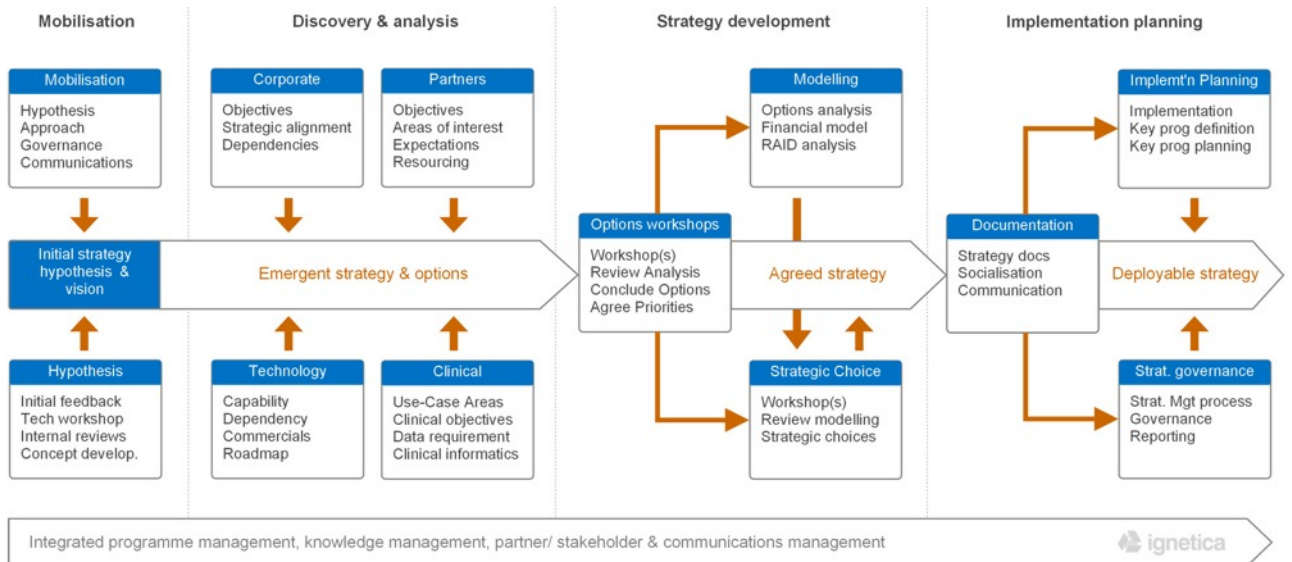 Mobilisation
Discovery & analysis
Strategy development
Implementation planning
Mobilisation
Hypothesis
Approach
Governance
Communications
Corporate
Objectives
Strategic alignment
Dependencies
Partners
Objectives
Areas of interest
Expectations
Resourcing
Modelling
Options analysis
Financial model
RAID analysis
Implemt'n Planning
Implementation
Key prog definition
Key prog planning
Initial strategy
hypothesis &
vision
Emergent strategy & options
Options workshops
Workshop(s)
Review Analysis
Conclude Options
Agree Priorities
Agreed strategy
Documentation
Strategy docs
Socialisation
Communication
Deployable strategy
Hypothesis
Initial feedback
Tech workshop
Internal reviews
Concept develop.
Technology
Capability
Dependency
Commercials
Roadmap
Clinical
Use-Case Areas
Clinical objectives
Data requirement
Clinical informatics
Strategic Choice
Workshop(s)
Review modelling
Strategic choices
Strat. governance
Strat. Mgt process
Governance
Reporting
Integrated programme management, knowledge management, partner/ stakeholder & communications management
ignetica